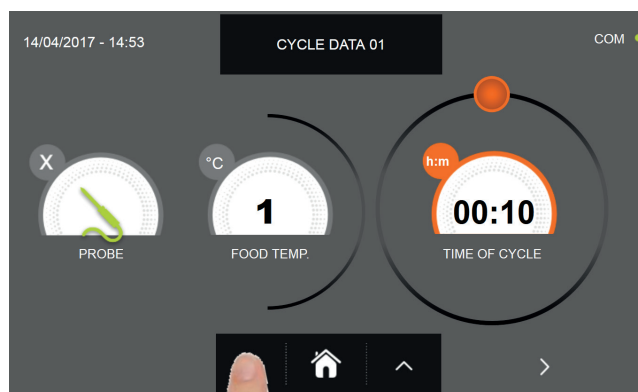 14/04/2017 - 14:53
CYCLE DATA 01
COM
X
°C
h:m
1
00:10
PROBE
FOOD TEMP.
TIME OF CYCLE